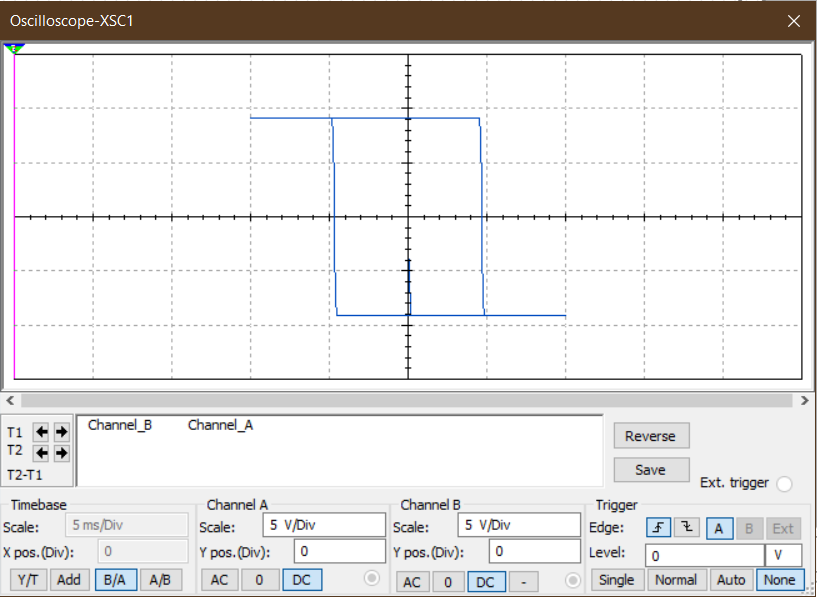 Oscilloscope-XSC1
T1
T2
T2-T1
Channel_B Channel_A
Reverse
Save
Ext. trigger
Timebase
Scale: 5 ms/Div
X pos.(Div): 0
Y/T Add B/A A/B
Channel A
Scale: 5 V/Div
Y pos.(Div): 0
AC 0 DC
Channel B
Scale: 5 V/Div
Y pos.(Div): 0
AC 0 DC -
Trigger
Edge: A B Ext
Level: 0 V
Single Normal Auto None